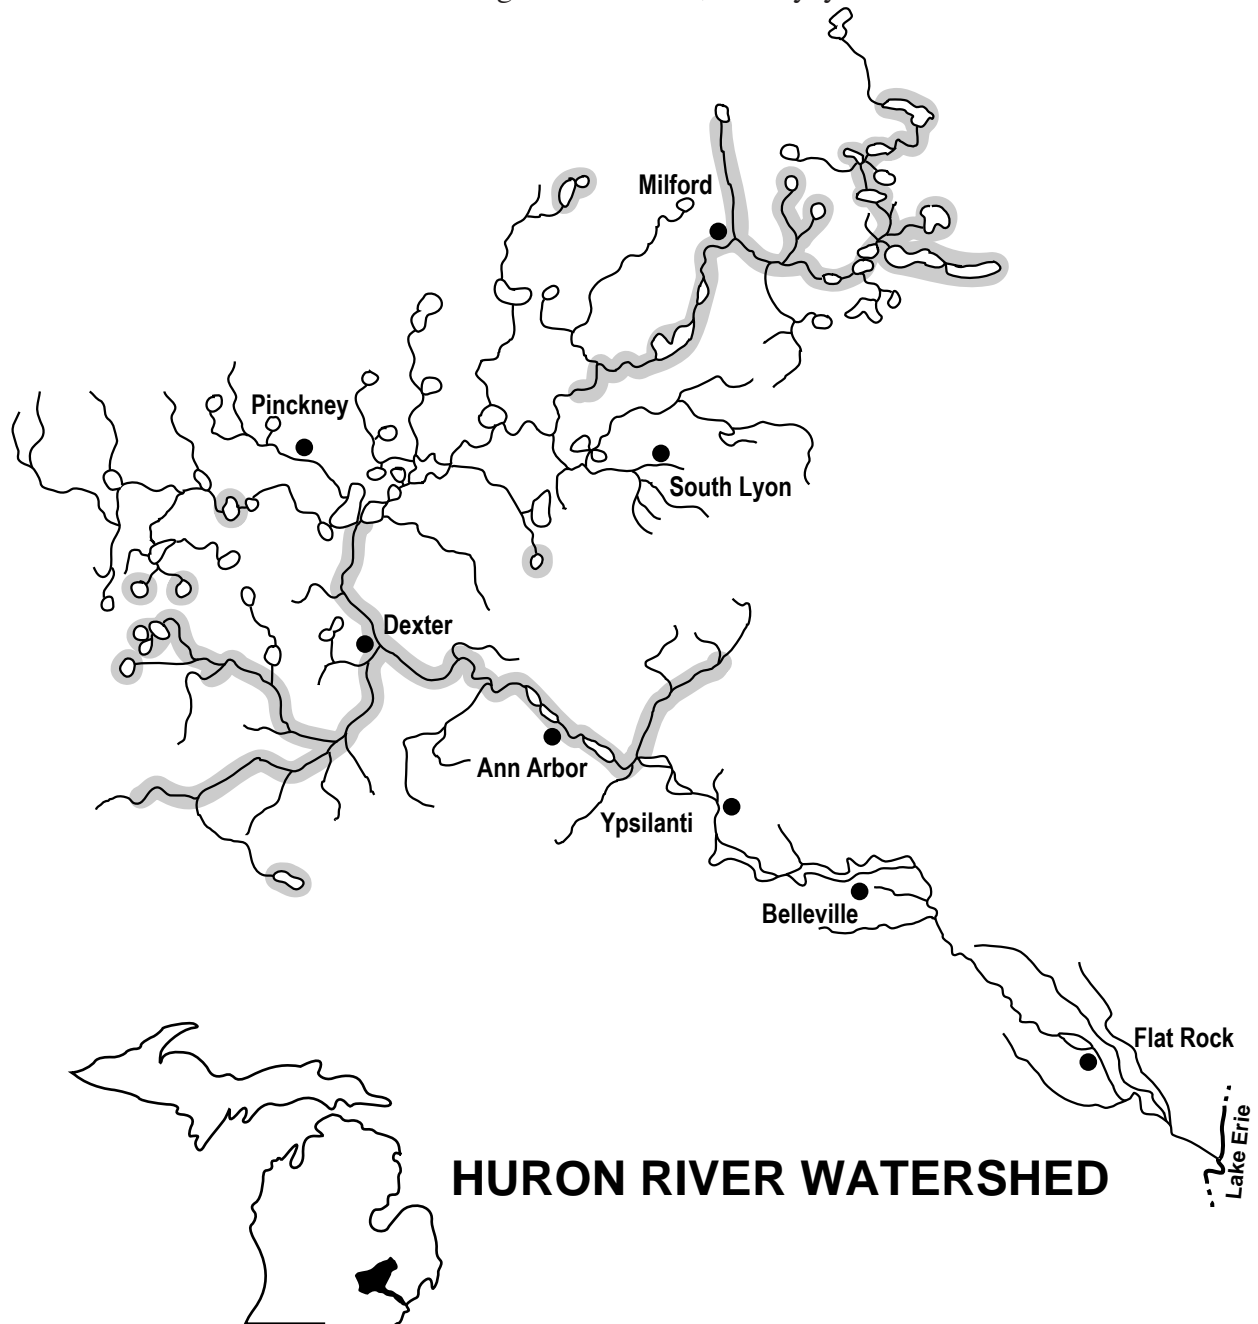 Milford
Pinckney
South Lyon
Dexter
Ann Arbor
Ypsilanti
Belleville
Flat Rock
Lake Erie
HURON RIVER WATERSHED